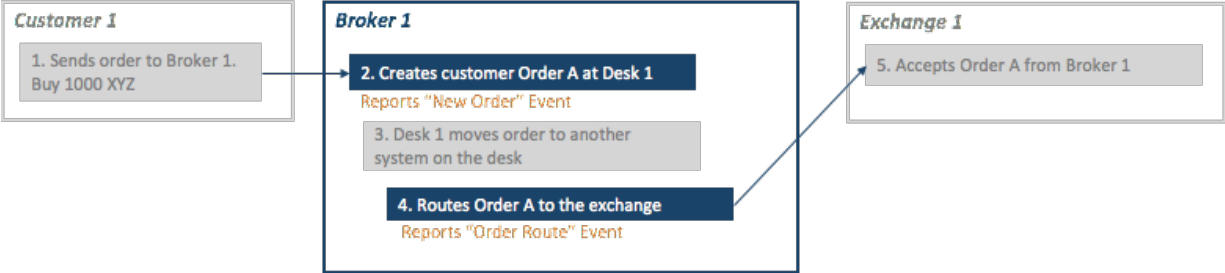 Customer 1
1. Sends order to Broker 1.
Buy 1000 XYZ
Broker 1
2. Creates customer Order A at Desk 1
Reports "New Order" Event
3. Desk 1 moves order to another
system on the desk
4. Routes Order A to the exchange
Reports "Order Route" Event
Exchange 1
5. Accepts Order A from Broker 1